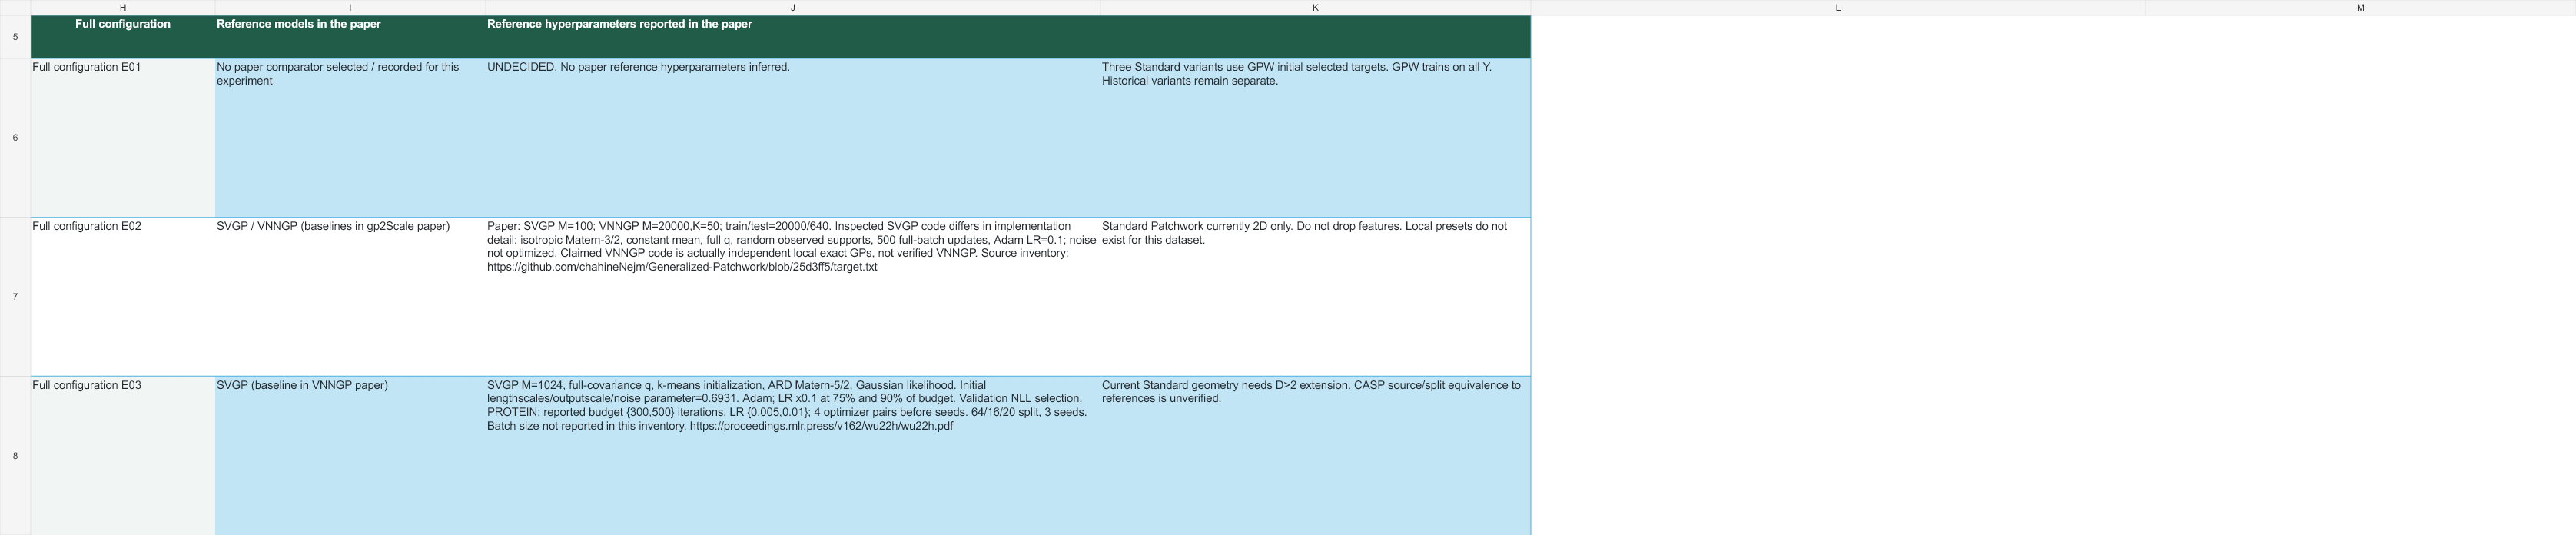 H I J K L M
5 Full configuration Reference models in the paper Reference hyperparameters reported in the paper
6
Full configuration E01
No paper comparator selected / recorded for this
experiment
UNDECIDED. No paper reference hyperparameters inferred.
Three Standard variants use GPW initial selected targets. GPW trains on all Y.
Historical variants remain separate.
7
Full configuration E02
SVGP / VNNGP (baselines in gp2Scale paper)
Paper: SVGP M=100; VNNGP M=20000,K=50; train/test=20000/640. Inspected SVGP code differs in implementation
detail: isotropic Matern-3/2, constant mean, full q, random observed supports, 500 full-batch updates, Adam LR=0.1; noise
not optimized. Claimed VNNGP code is actually independent local exact GPs, not verified VNNGP. Source inventory:
https://github.com/chahineNejm/Generalized-Patchwork/blob/25d3ff5/target.txt
Standard Patchwork currently 2D only. Do not drop features. Local presets do not
exist for this dataset.
8
Full configuration E03
SVGP (baseline in VNNGP paper)
SVGP M=1024, full-covariance q, k-means initialization, ARD Matern-5/2, Gaussian likelihood. Initial
lengthscales/outputscale/noise parameter=0.6931. Adam; LR x0.1 at 75% and 90% of budget. Validation NLL selection.
PROTEIN: reported budget {300,500} iterations, LR {0.005,0.01}; 4 optimizer pairs before seeds. 64/16/20 split, 3 seeds.
Batch size not reported in this inventory. https://proceedings.mlr.press/v162/wu22h/wu22h.pdf
Current Standard geometry needs D>2 extension. CASP source/split equivalence to
references is unverified.